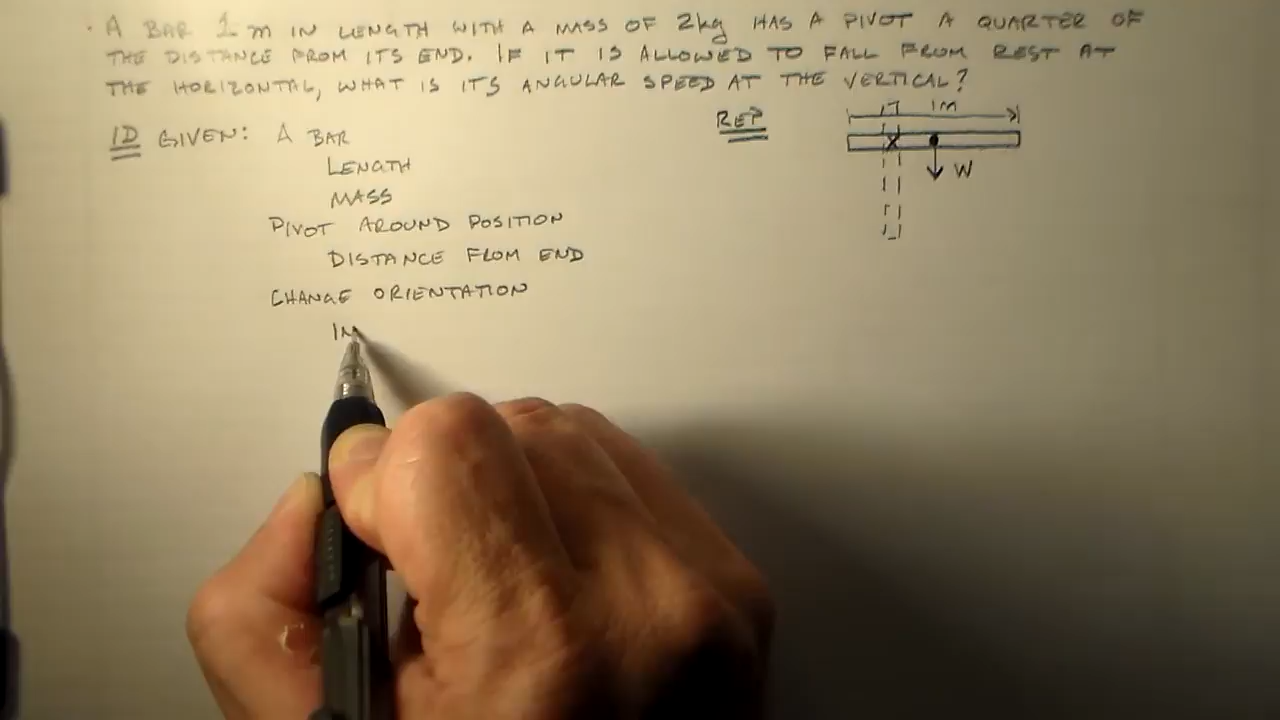 · A BAR 1 m IN LENGTH WITH A MASS OF 2kg HAS A PIVOT A QUARTER OF
THE DISTANCE FROM ITS END. IF IT IS ALLOWED TO FALL FROM REST AT
THE HORIZONTAL, WHAT IS ITS ANGULAR SPEED AT THE VERTICAL?
ID GIVEN: A BAR
LENGTH
MASS
PIVOT AROUND POSITION
DISTANCE FROM END
CHANGE ORIENTATION
IN
REP
1M
X
W